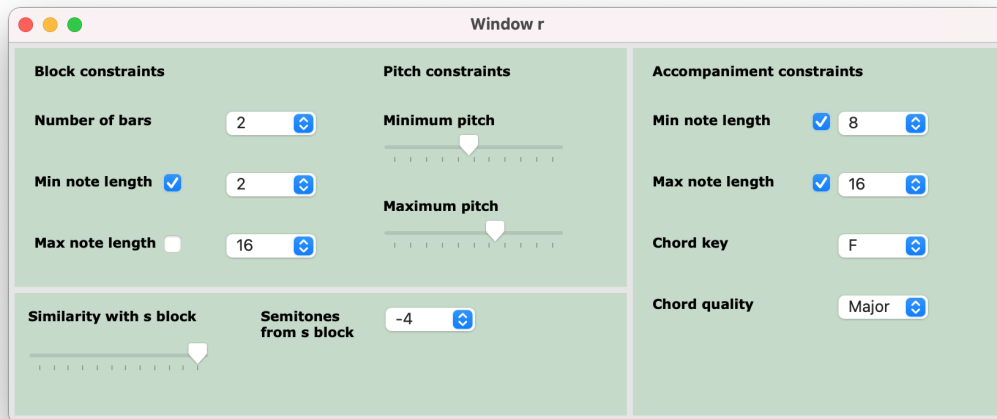 Window r
Block constraints
Number of bars 2
Min note length 2
Max note length 16
Pitch constraints
Minimum pitch
Maximum pitch
Similarity with s block
Semitones
from s block
-4
Accompaniment constraints
Min note length 8
Max note length 16
Chord key F
Chord quality Major